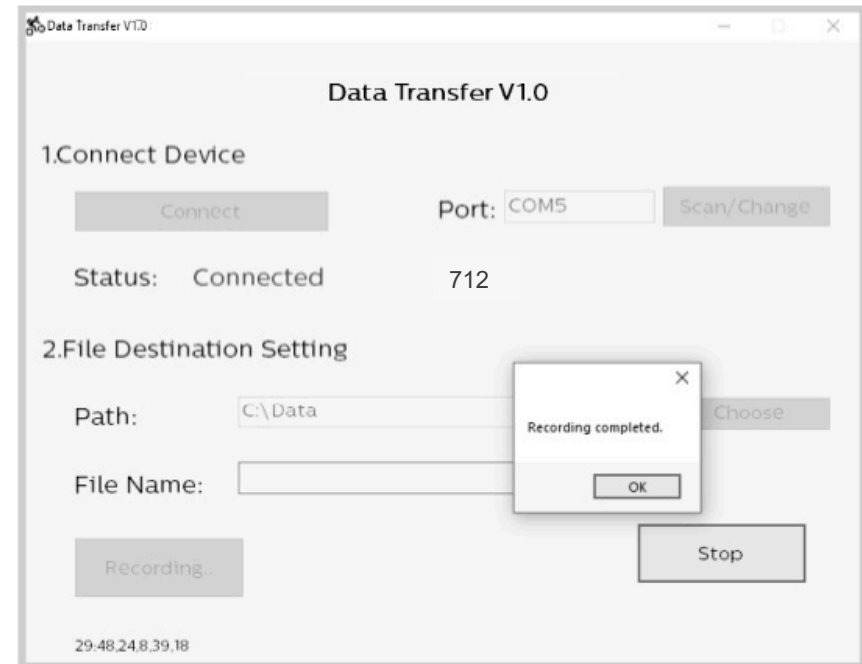 Data Transfer V1.0
Data Transfer V1.0
1.Connect Device
Connect
Port: COM5
Scan/Change
Status: Connected
712
2.File Destination Setting
Path: C:\Data
Choose
Recording completed.
OK
File Name:
Recording..
Stop
29:48,24,8,39,18